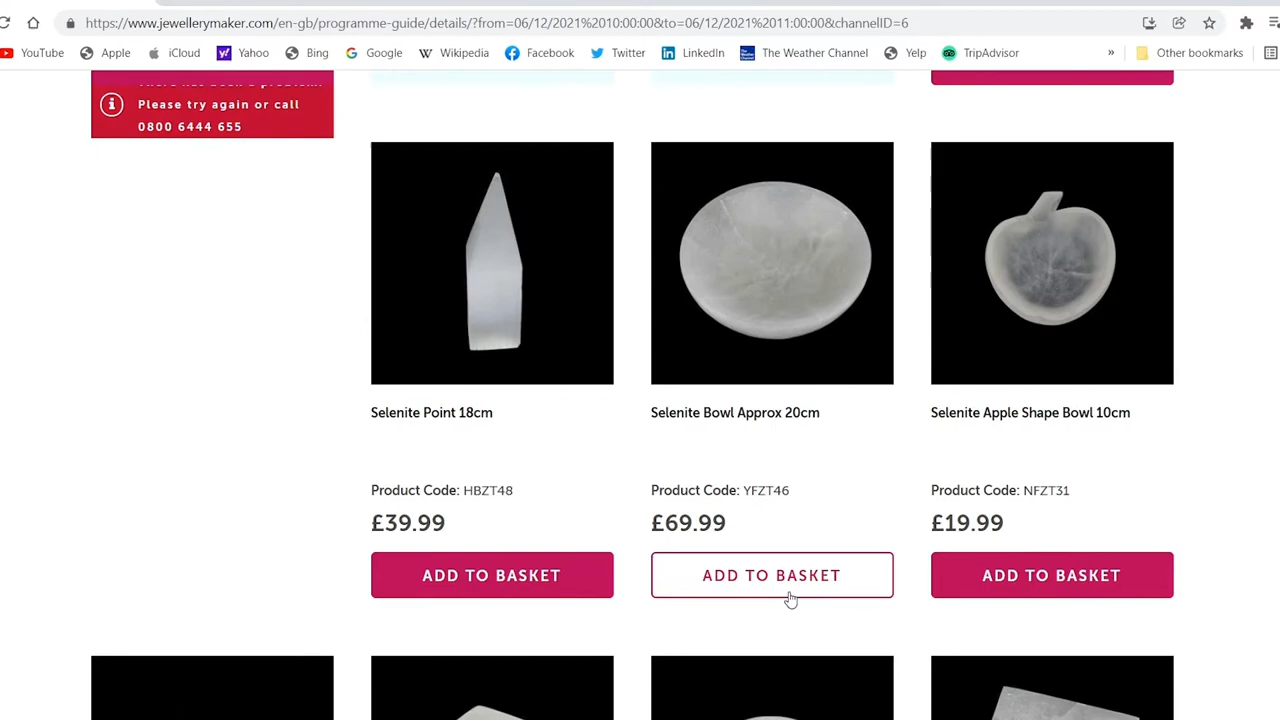 https://www.jewellerymaker.com/en-gb/programme-guide/details/?from=06/12/2021%2010:00:00&to=06/12/2021%2011:00:00&channelID=6
YouTube Apple iCloud Yahoo Bing Google Wikipedia Facebook Twitter LinkedIn The Weather Channel Yelp TripAdvisor » Other bookmarks
Please try again or call
0800 6444 655
Selenite Point 18cm
Selenite Bowl Approx 20cm
Selenite Apple Shape Bowl 10cm
Product Code: HBZT48
Product Code: YFZT46
Product Code: NFZT31
£39.99
£69.99
£19.99
ADD TO BASKET
ADD TO BASKET
ADD TO BASKET